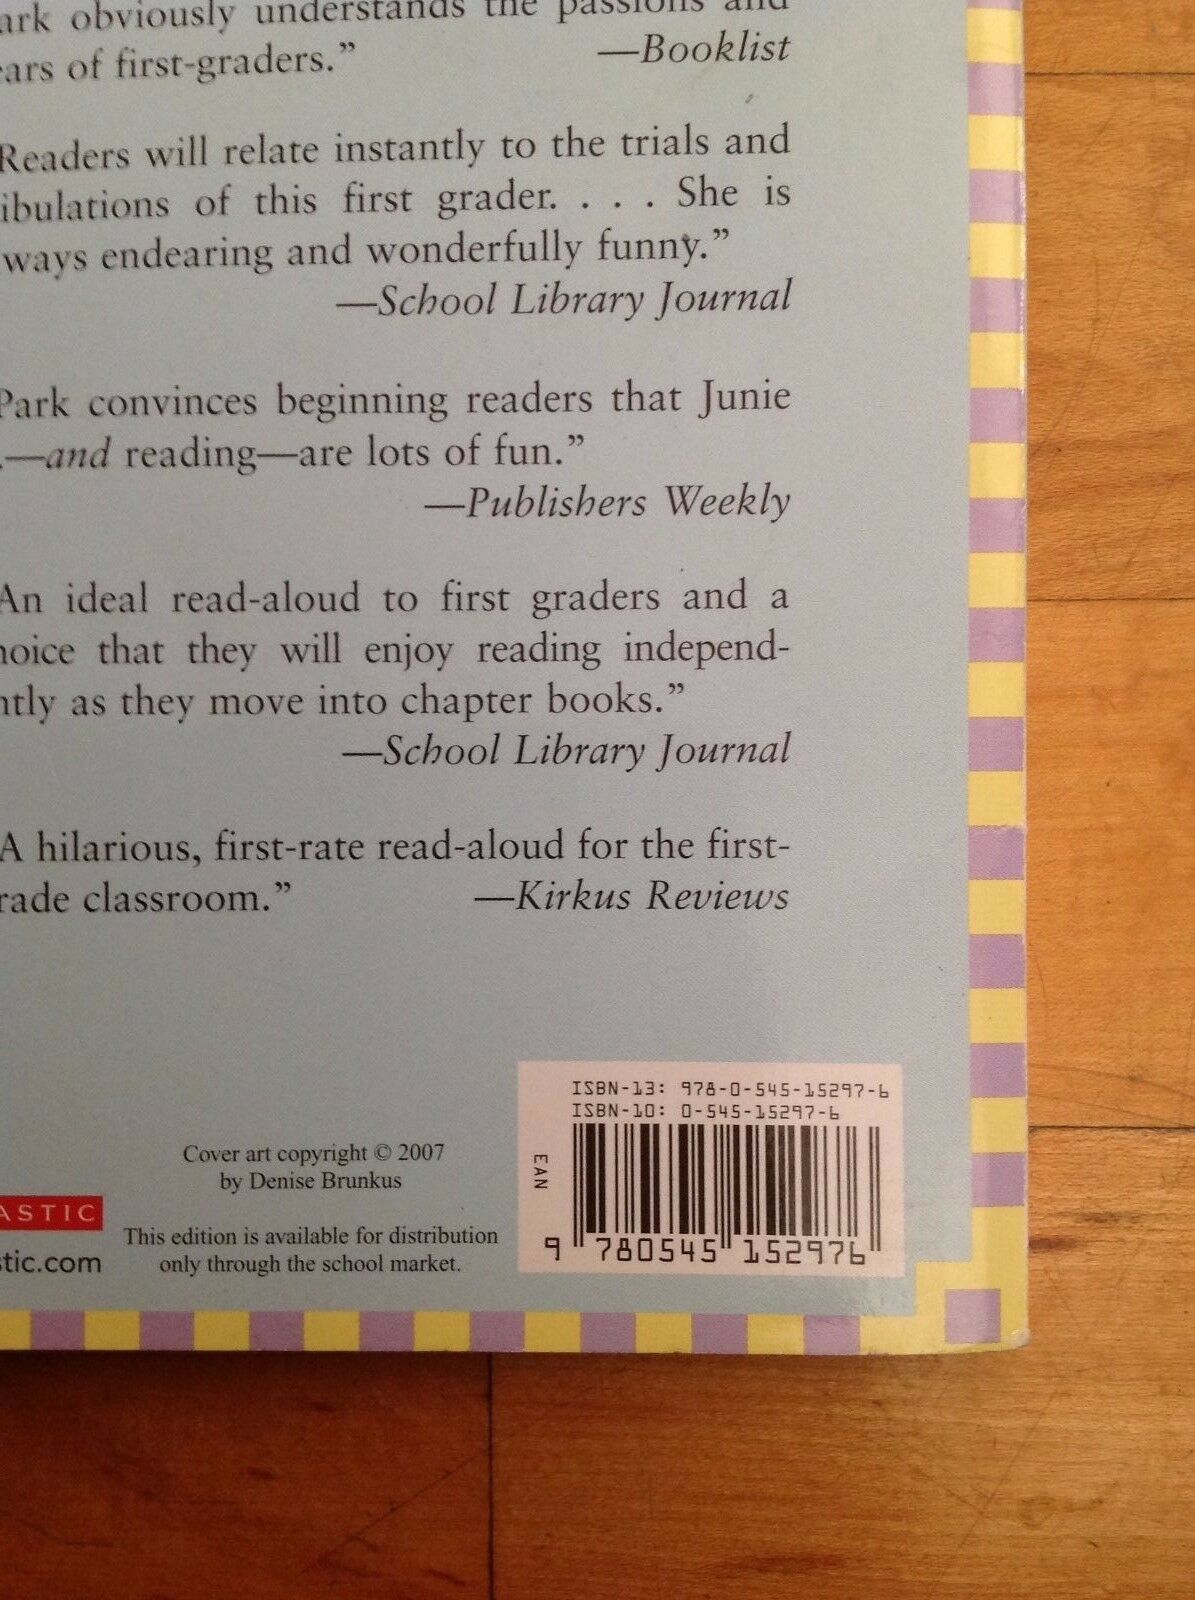 ark obviously understands the passions and
ears of first-graders.” —Booklist
Readers will relate instantly to the trials and
ibulations of this first grader. . . . She is
ways endearing and wonderfully funny.”
—School Library Journal
Park convinces beginning readers that Junie
.—and reading—are lots of fun.”
—Publishers Weekly
An ideal read-aloud to first graders and a
hoice that they will enjoy reading independ-
ntly as they move into chapter books.”
—School Library Journal
A hilarious, first-rate read-aloud for the first-
rade classroom.” —Kirkus Reviews
ASTIC
stic.com
Cover art copyright © 2007
by Denise Brunkus
This edition is available for distribution
only through the school market.
ISBN-13: 978-0-545-15297-6
ISBN-10: 0-545-15297-6
EAN
9 780545 152976